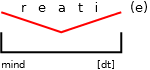 r e a t i (e)
mind [dt]